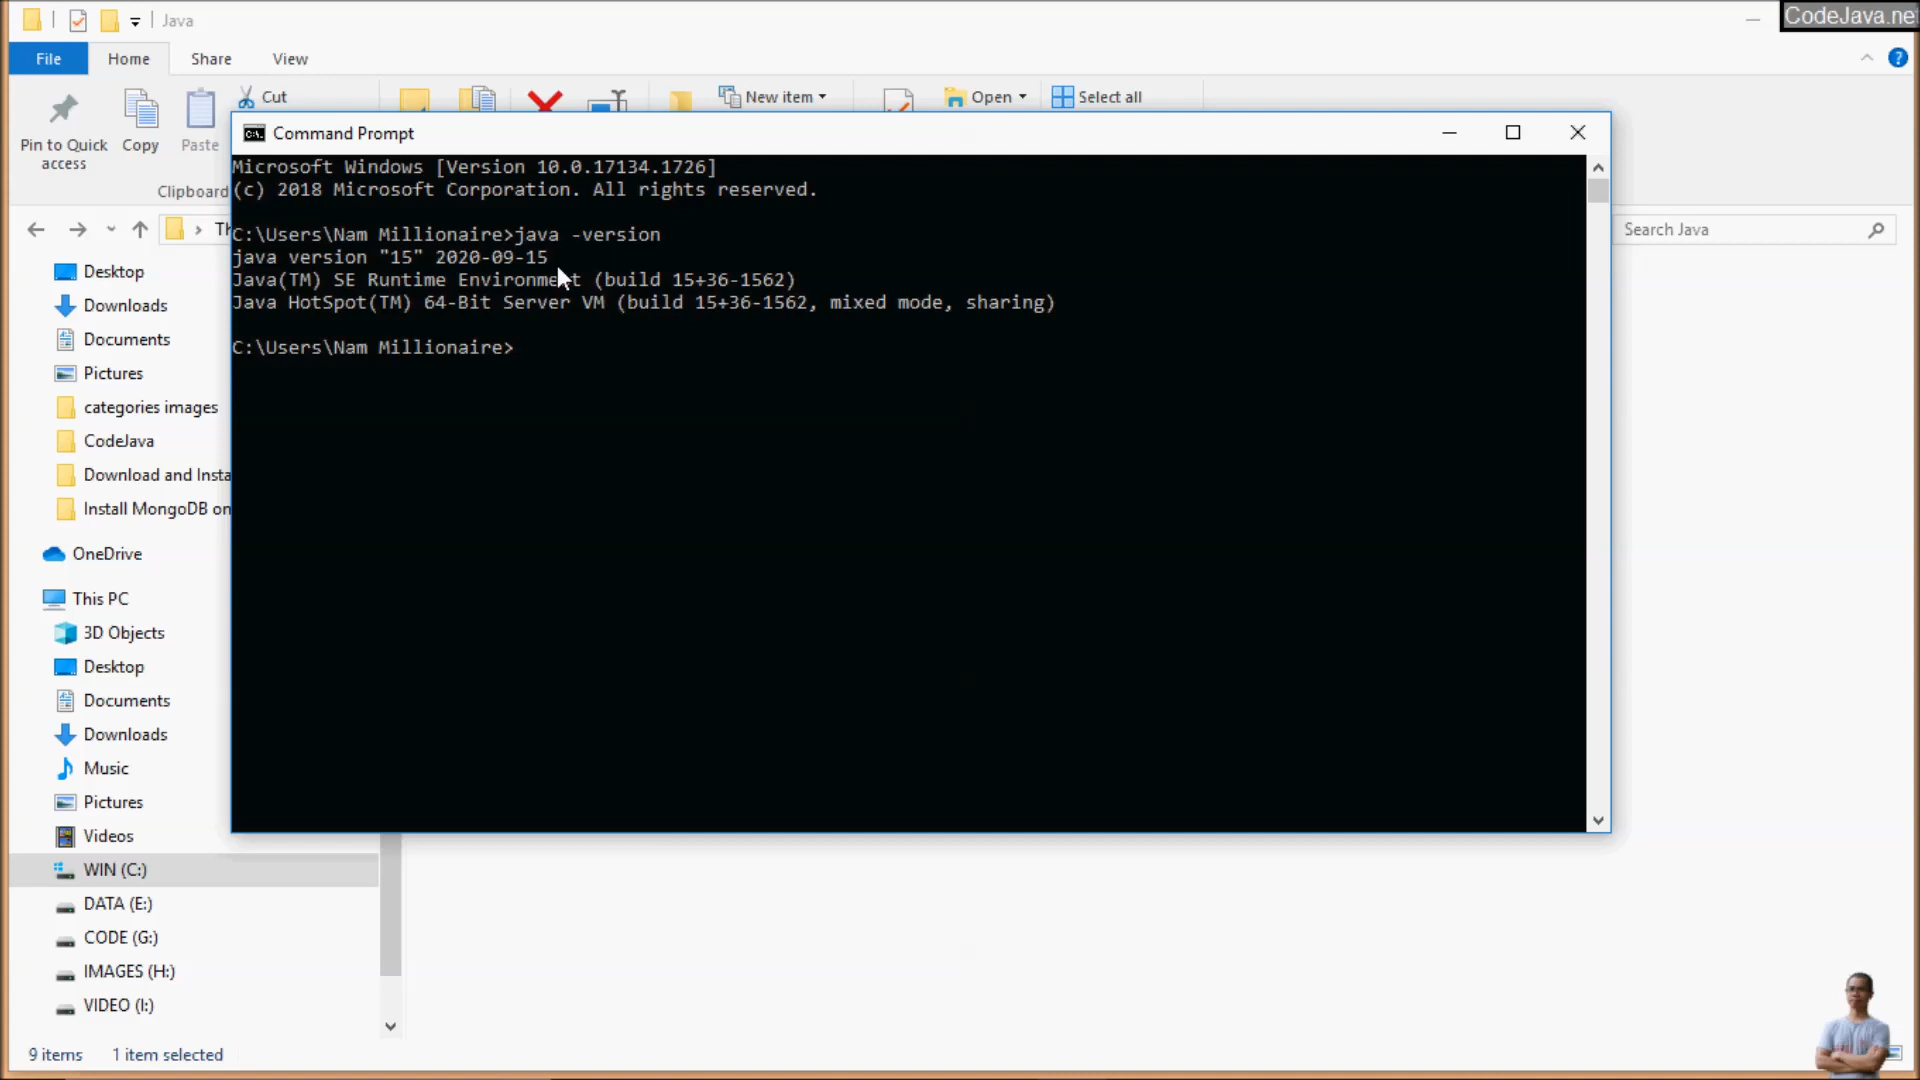 Java
CodeJava.ne
File
Home
Share
View
Pin to Quick access
Copy
Paste
Cut
New item
Open
Select all
Clipboard
Search Java
Command Prompt
Microsoft Windows [Version 10.0.17134.1726]
(c) 2018 Microsoft Corporation. All rights reserved.
C:\Users\Nam Millionaire>java -version
java version "15" 2020-09-15
Java(TM) SE Runtime Environment (build 15+36-1562)
Java HotSpot(TM) 64-Bit Server VM (build 15+36-1562, mixed mode, sharing)
C:\Users\Nam Millionaire>
Desktop
Downloads
Documents
Pictures
categories images
CodeJava
Download and Insta
Install MongoDB on
OneDrive
This PC
3D Objects
Desktop
Documents
Downloads
Music
Pictures
Videos
WIN (C:)
DATA (E:)
CODE (G:)
IMAGES (H:)
VIDEO (I:)
9 items
1 item selected